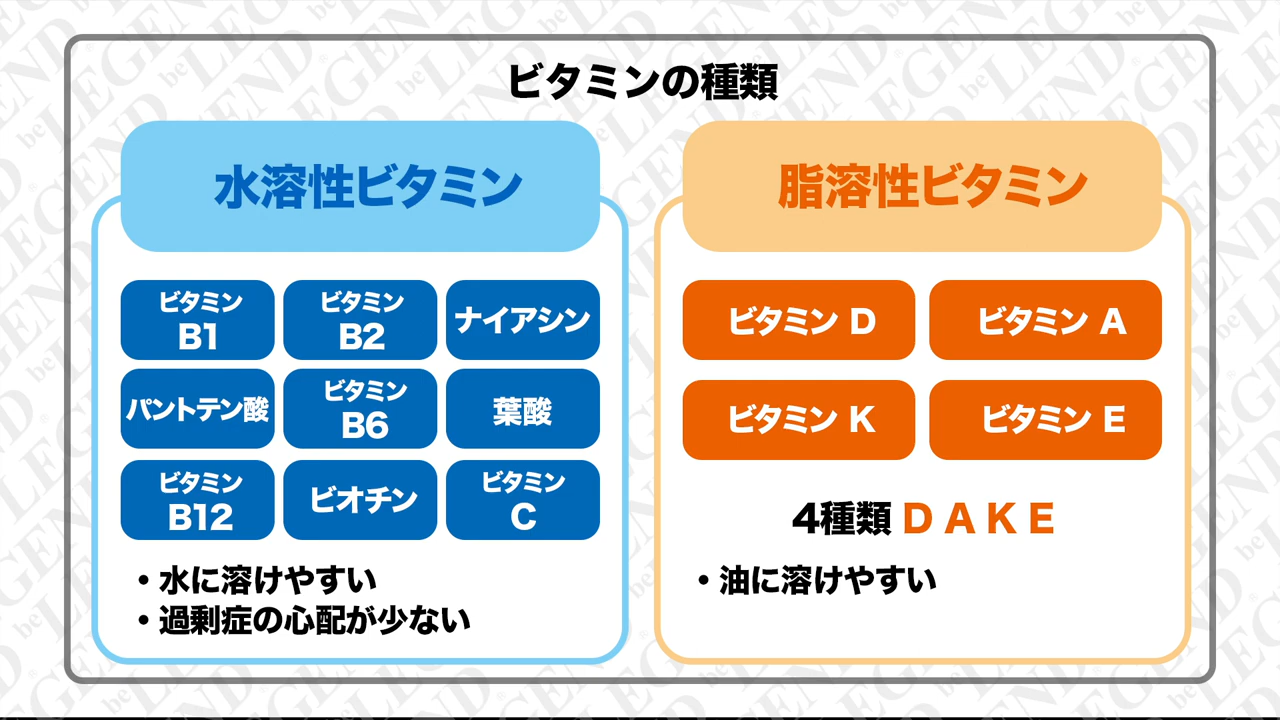 ビタミンの種類
水溶性ビタミン
ビタミン
B1
ビタミン
B2
ナイアシン
パントテン酸
ビタミン
B6
葉酸
ビタミン
B12
ビオチン
ビタミン
C
・水に溶けやすい
・過剰症の心配が少ない
脂溶性ビタミン
ビタミン D
ビタミン A
ビタミン K
ビタミン E
4種類 D A K E
・油に溶けやすい
be LEGEND